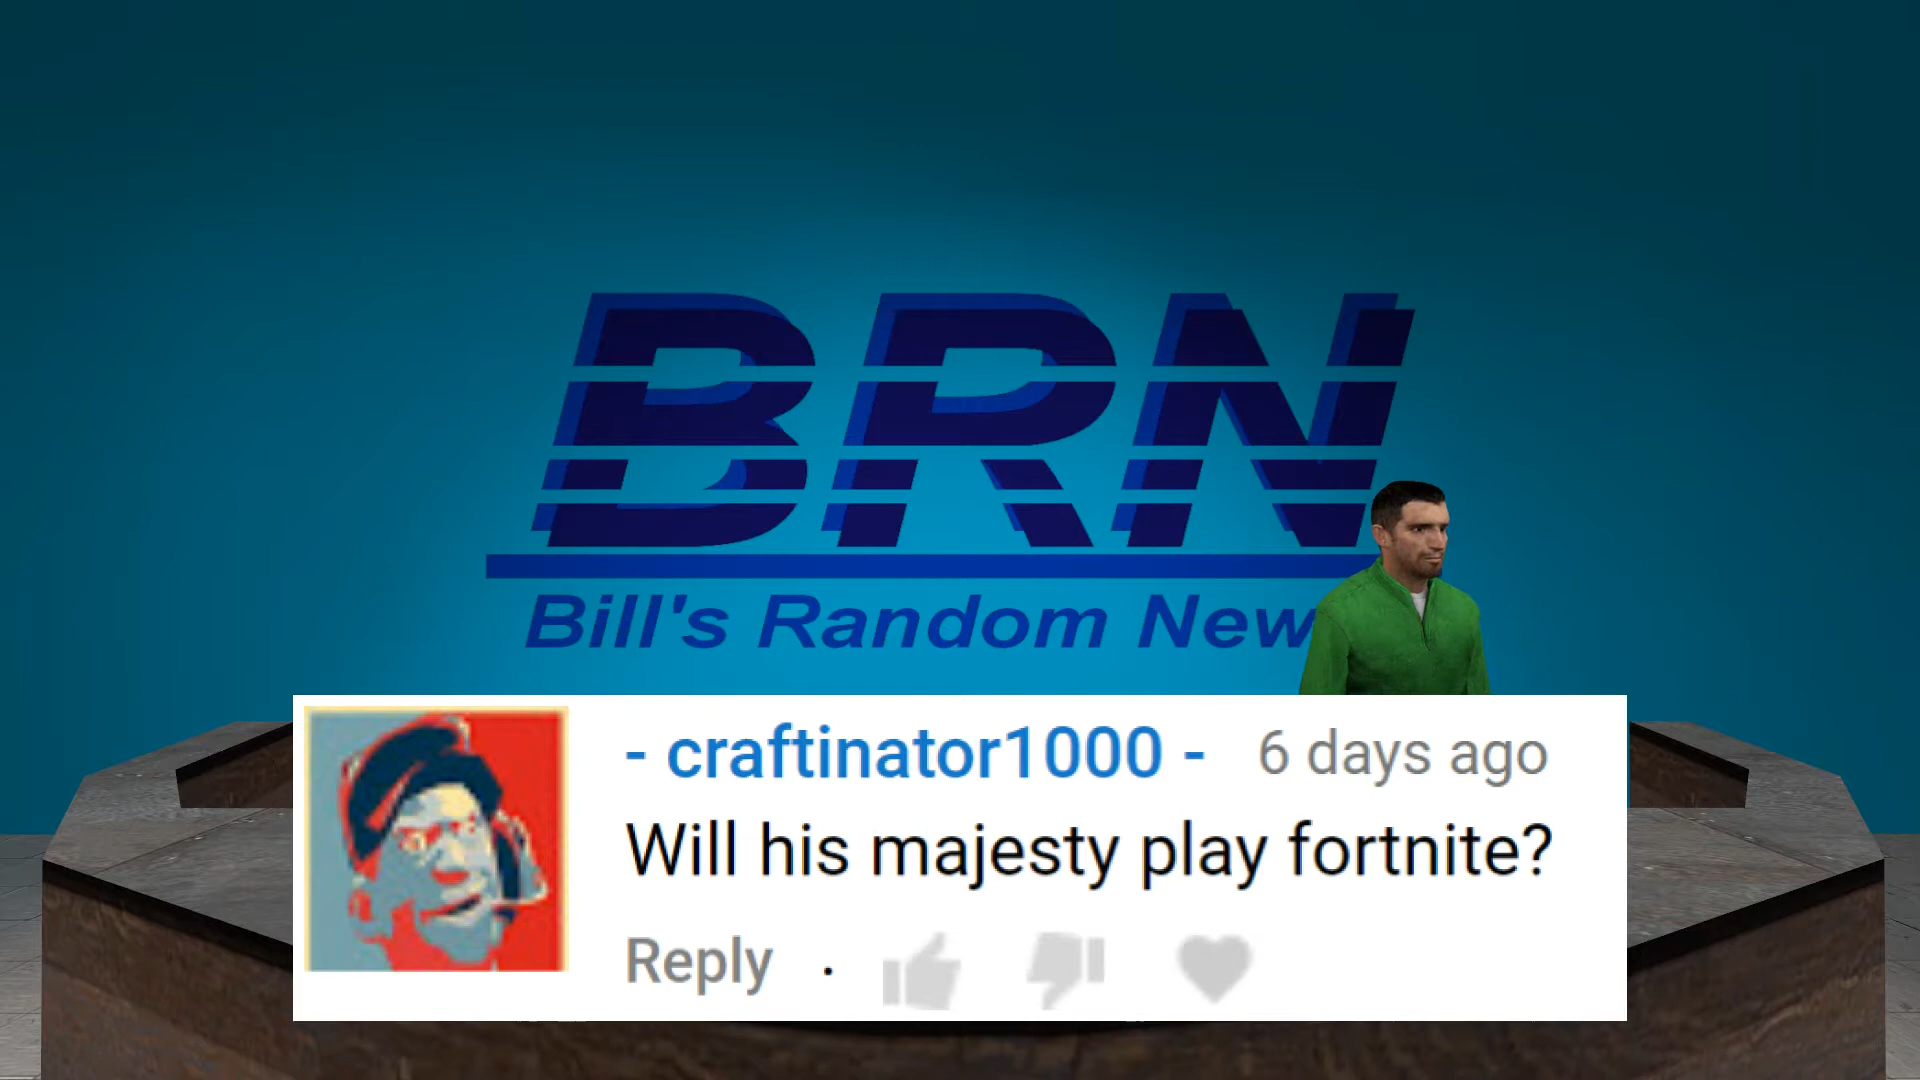 BRN
Bill's Random New
- craftinator1000 - 6 days ago
Will his majesty play fortnite?
Reply .